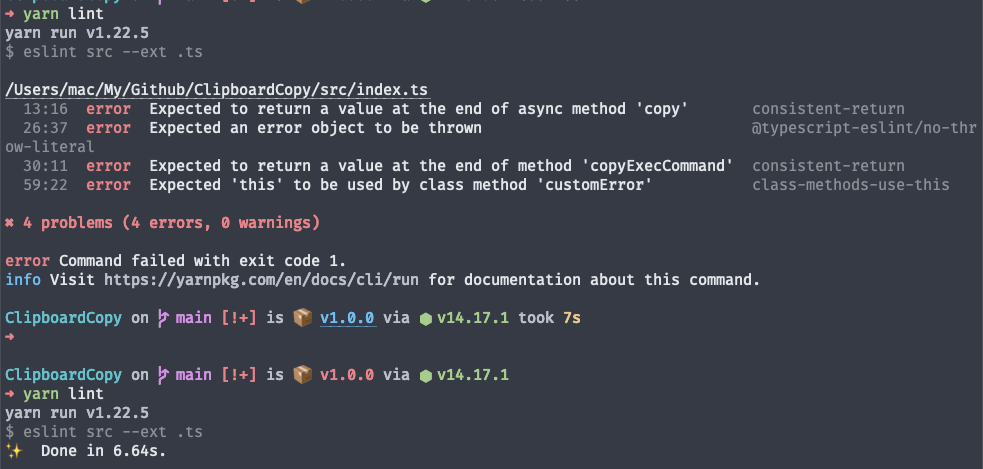 ➜ yarn lint
yarn run v1.22.5
$ eslint src --ext .ts
/Users/mac/My/Github/ClipboardCopy/src/index.ts
13:16 error Expected to return a value at the end of async method 'copy' consistent-return
26:37 error Expected an error object to be thrown @typescript-eslint/no-thr
ow-literal
30:11 error Expected to return a value at the end of method 'copyExecCommand' consistent-return
59:22 error Expected 'this' to be used by class method 'customError' class-methods-use-this
✖ 4 problems (4 errors, 0 warnings)
error Command failed with exit code 1.
info Visit https://yarnpkg.com/en/docs/cli/run for documentation about this command.
ClipboardCopy on main [!+] is 📦 v1.0.0 via ⬢ v14.17.1 took 7s
➜
ClipboardCopy on main [!+] is 📦 v1.0.0 via ⬢ v14.17.1
➜ yarn lint
yarn run v1.22.5
$ eslint src --ext .ts
✨ Done in 6.64s.